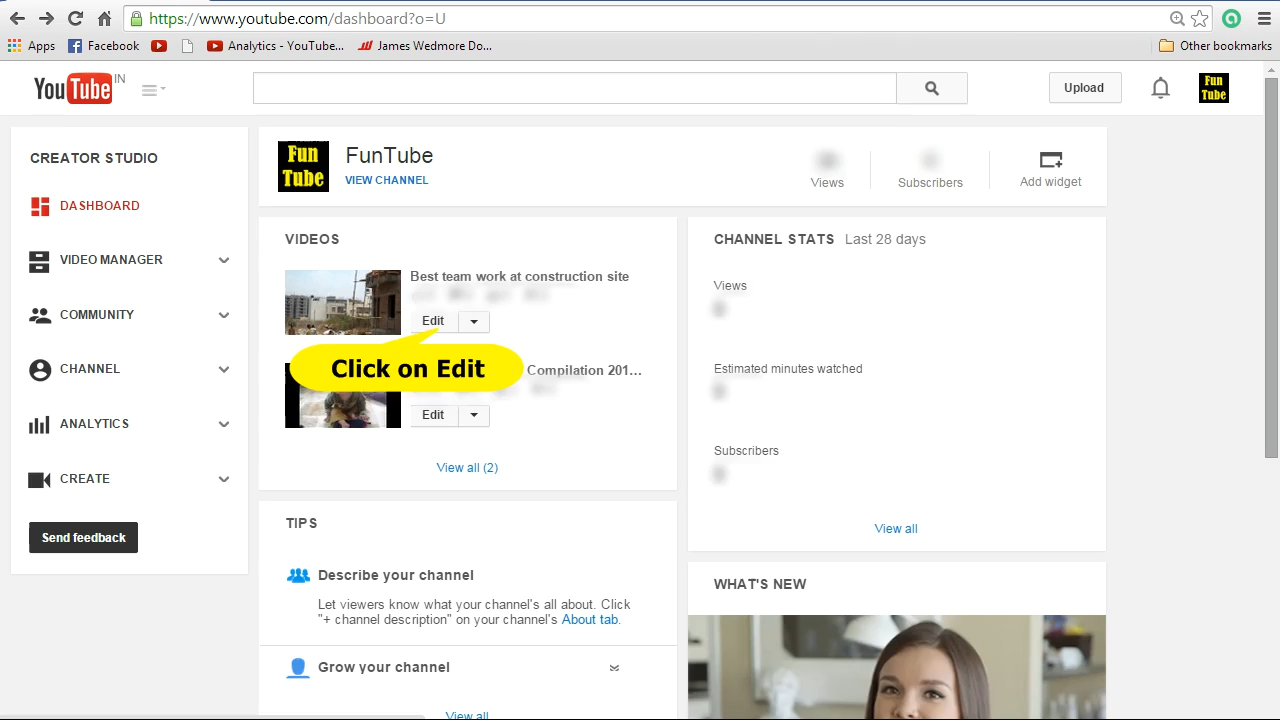 https://www.youtube.com/dashboard?o=U
Apps Facebook Analytics - YouTube... James Wedmore Do... Other bookmarks
YouTube IN
Upload
Fun
Tube
CREATOR STUDIO
DASHBOARD
VIDEO MANAGER
COMMUNITY
CHANNEL
ANALYTICS
CREATE
Send feedback
Fun
Tube
FunTube
VIEW CHANNEL
Views
Subscribers
Add widget
VIDEOS
Best team work at construction site
Edit
Click on Edit
Compilation 201...
Edit
View all (2)
TIPS
Describe your channel
Let viewers know what your channel's all about. Click
"+ channel description" on your channel's About tab.
Grow your channel
View all
CHANNEL STATS Last 28 days
Views
Estimated minutes watched
Subscribers
View all
WHAT'S NEW